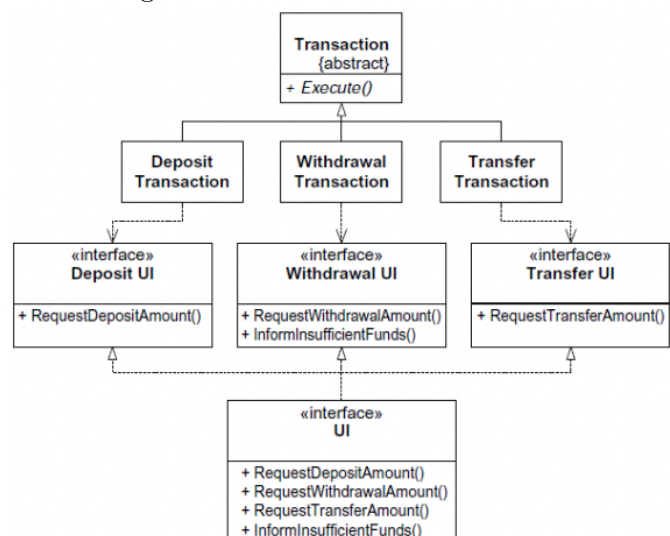 Transaction
{abstract}
+ Execute()
Deposit
Transaction
Withdrawal
Transaction
Transfer
Transaction
«interface»
Deposit UI
+ RequestDepositAmount()
«interface»
Withdrawal UI
+ RequestWithdrawalAmount()
+ InformInsufficientFunds()
«interface»
Transfer UI
+ RequestTransferAmount()
«interface»
UI
+ RequestDepositAmount()
+ RequestWithdrawalAmount()
+ RequestTransferAmount()
+ InformInsufficientFunds()